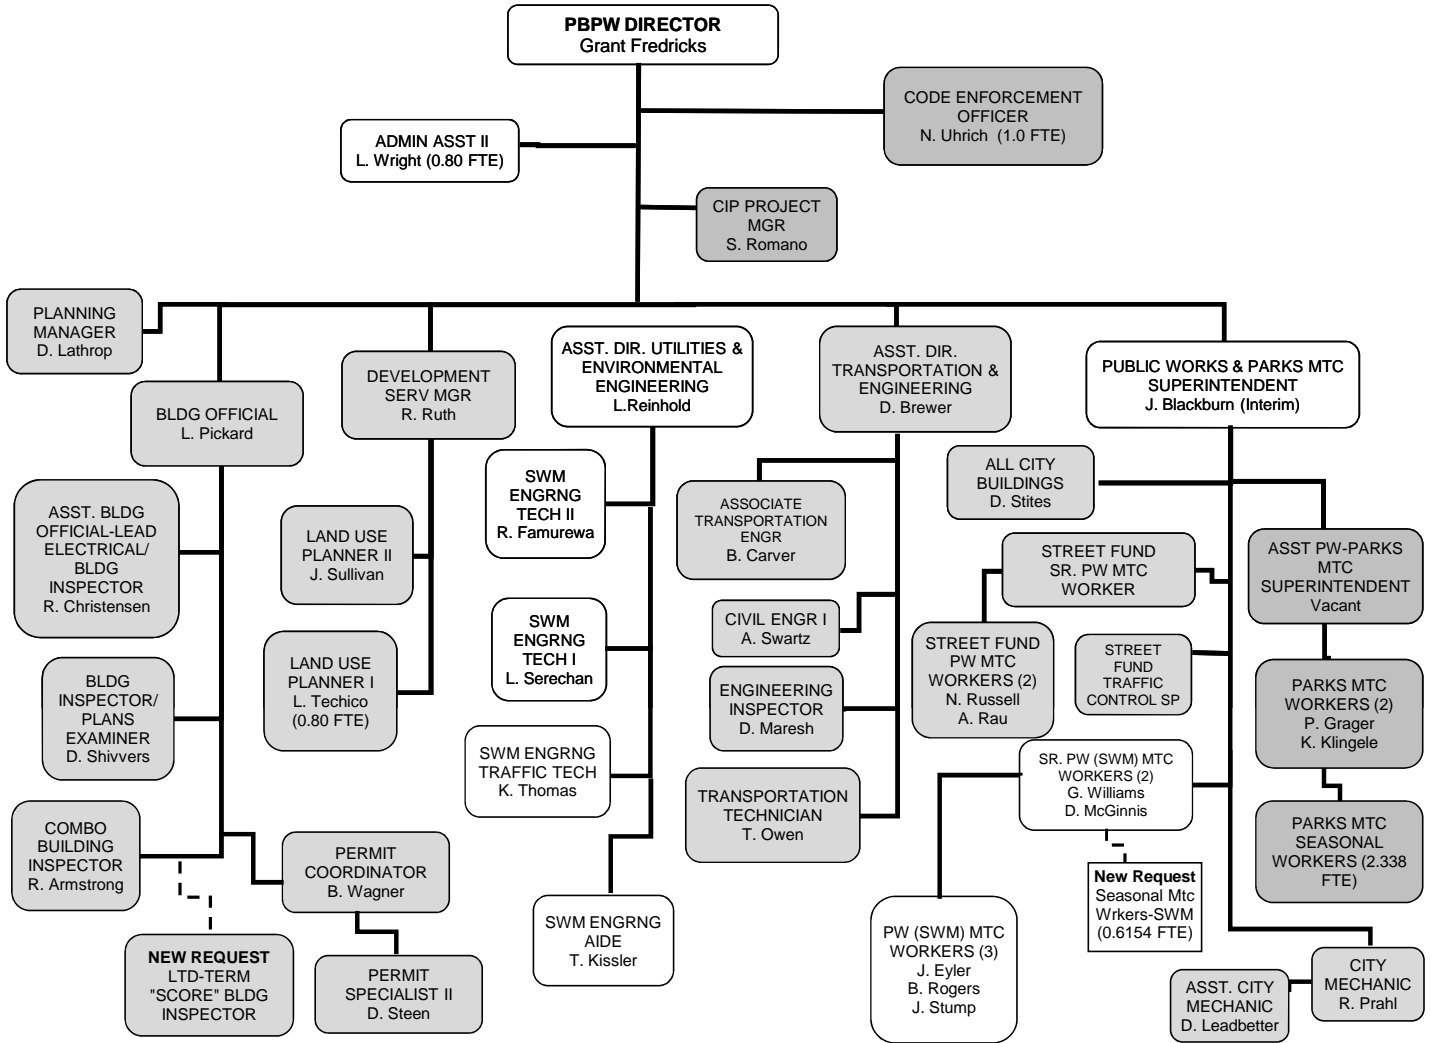 PBPW DIRECTOR
Grant Fredricks
CODE ENFORCEMENT
OFFICER
N. Uhrich (1.0 FTE)
ADMIN ASST II
L. Wright (0.80 FTE)
CIP PROJECT
MGR
S. Romano
PLANNING
MANAGER
D. Lathrop
BLDG OFFICIAL
L. Pickard
DEVELOPMENT
SERV MGR
R. Ruth
ASST. DIR. UTILITIES &
ENVIRONMENTAL
ENGINEERING
L.Reinhold
ASST. DIR.
TRANSPORTATION &
ENGINEERING
D. Brewer
PUBLIC WORKS & PARKS MTC
SUPERINTENDENT
J. Blackburn (Interim)
ASST. BLDG
OFFICIAL-LEAD
ELECTRICAL/
BLDG
INSPECTOR
R. Christensen
BLDG
INSPECTOR/
PLANS
EXAMINER
D. Shivvers
COMBO
BUILDING
INSPECTOR
R. Armstrong
NEW REQUEST
LTD-TERM
"SCORE" BLDG
INSPECTOR
PERMIT
COORDINATOR
B. Wagner
PERMIT
SPECIALIST II
D. Steen
LAND USE
PLANNER II
J. Sullivan
LAND USE
PLANNER I
L. Techico
(0.80 FTE)
SWM
ENGRNG
TECH II
R. Famurewa
SWM
ENGRNG
TECH I
L. Serechan
SWM ENGRNG
TRAFFIC TECH
K. Thomas
SWM ENGRNG
AIDE
T. Kissler
ASSOCIATE
TRANSPORTATION
ENGR
B. Carver
CIVIL ENGR I
A. Swartz
ENGINEERING
INSPECTOR
D. Maresh
TRANSPORTATION
TECHNICIAN
T. Owen
ALL CITY
BUILDINGS
D. Stites
STREET FUND
SR. PW MTC
WORKER
STREET FUND
PW MTC
WORKERS (2)
N. Russell
A. Rau
STREET
FUND
TRAFFIC
CONTROL SP
SR. PW (SWM) MTC
WORKERS (2)
G. Williams
D. McGinnis
New Request
Seasonal Mtc
Wrkers-SWM
(0.6154 FTE)
PW (SWM) MTC
WORKERS (3)
J. Eyler
B. Rogers
J. Stump
ASST PW-PARKS
MTC
SUPERINTENDENT
Vacant
PARKS MTC
WORKERS (2)
P. Grager
K. Klingele
PARKS MTC
SEASONAL
WORKERS (2.338
FTE)
CITY
MECHANIC
R. Prahl
ASST. CITY
MECHANIC
D. Leadbetter